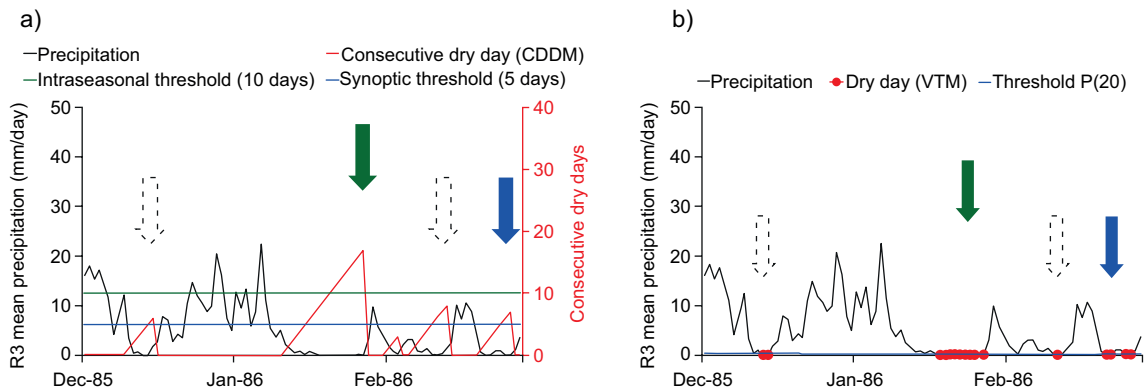 a)
Precipitation Consecutive dry day (CDDM)
Intraseasonal threshold (10 days) Synoptic threshold (5 days)
R3 mean precipitation (mm/day)
50
40
30
20
10
0
40
30
20
10
0
Consecutive dry days
Dec-85 Jan-86 Feb-86
b)
Precipitation Dry day (VTM) Threshold P(20)
R3 mean precipitation (mm/day)
50
40
30
20
10
0
Dec-85 Jan-86 Feb-86